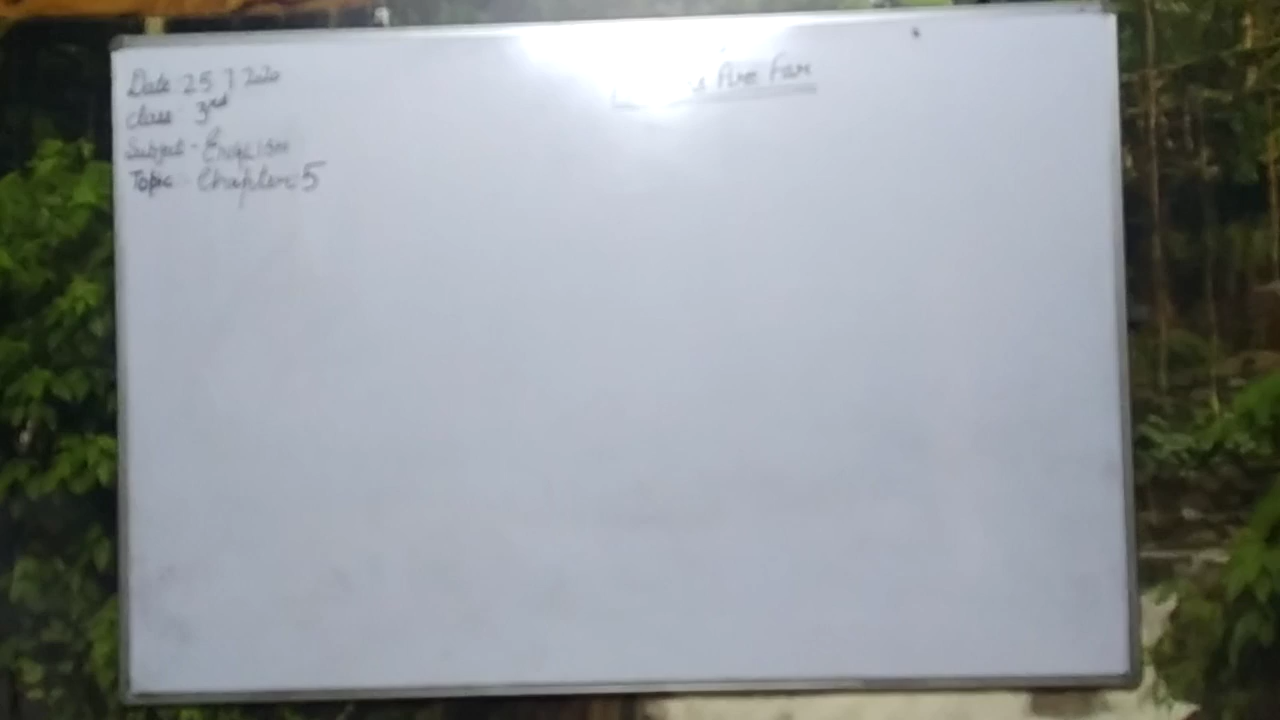 Date 25 7 2020
Class 3rd
Subject - ENGLISH
Topic - Chapter 5